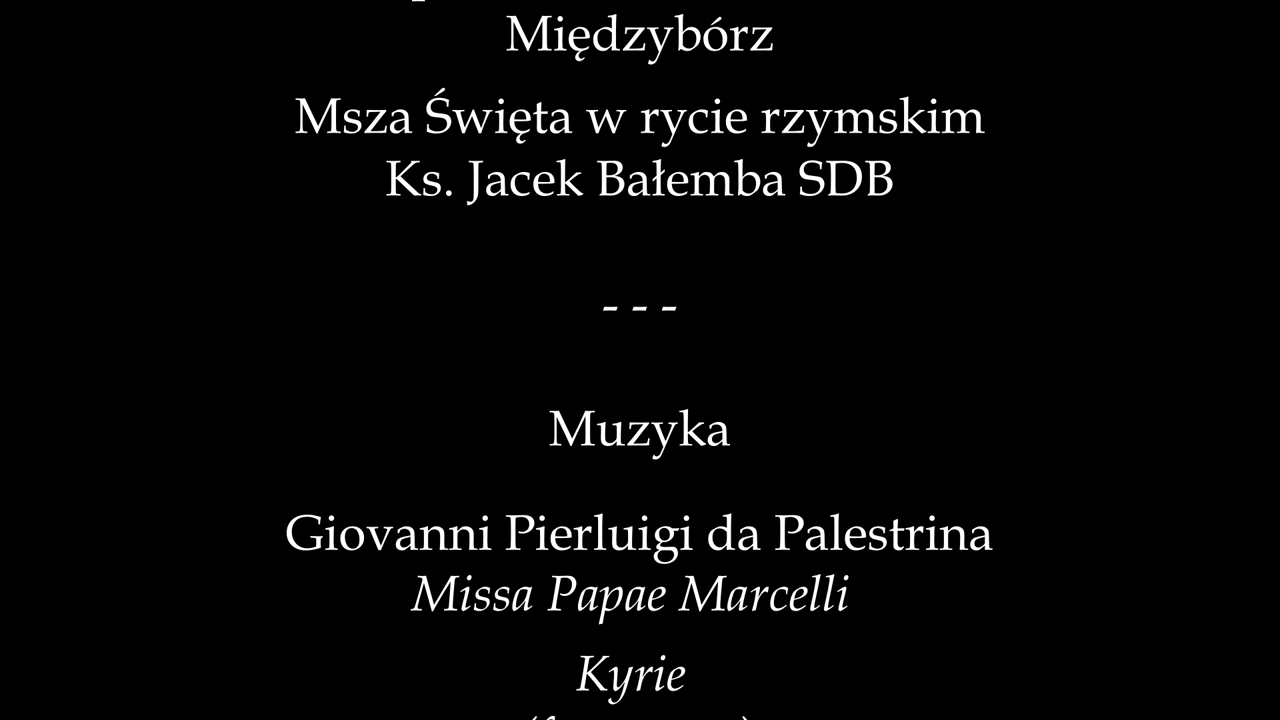 Międzybórz
Msza Święta w rycie rzymskim
Ks. Jacek Bałemba SDB
- - -
Muzyka
Giovanni Pierluigi da Palestrina
Missa Papae Marcelli
Kyrie